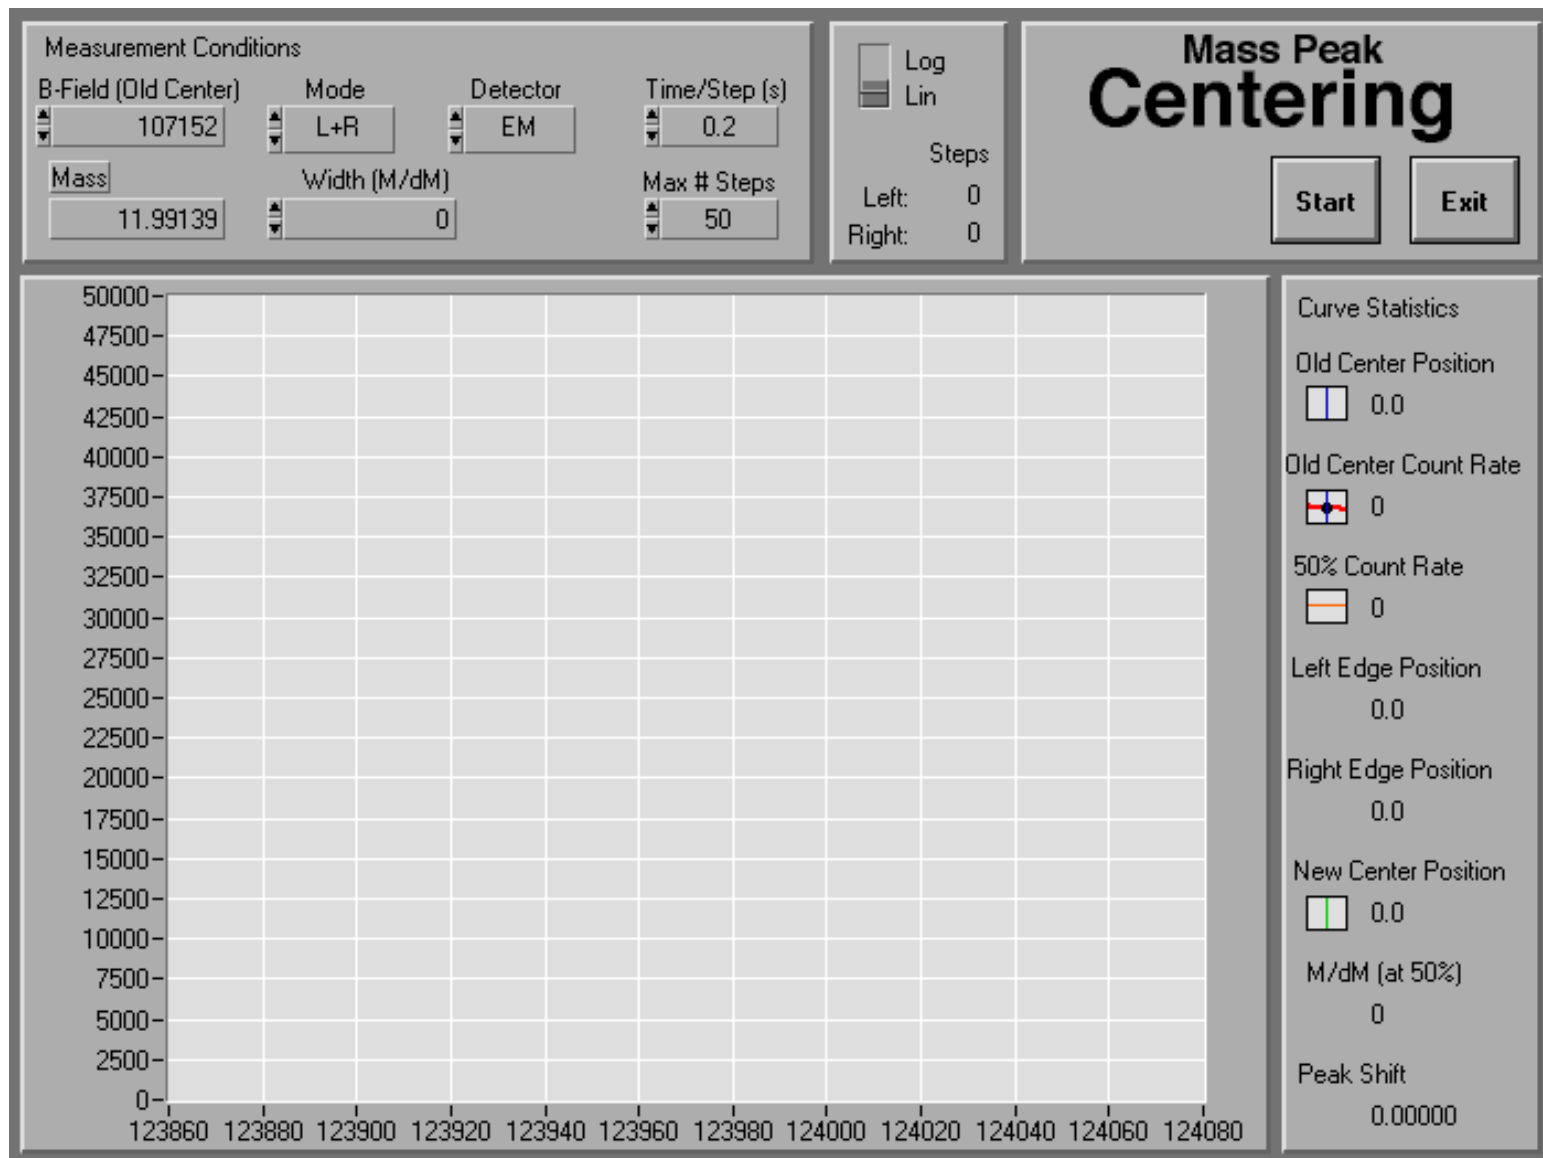 Measurement Conditions
B-Field (Old Center)
Mode
Detector
Time/Step (s)
107152
L+R
EM
0.2
Mass
Width (M/dM)
Max # Steps
11.99139
0
50
Log
Lin
Steps
Left: 0
Right: 0
Mass Peak
Centering
Start
Exit
50000
47500
45000
42500
40000
37500
35000
32500
30000
27500
25000
22500
20000
17500
15000
12500
10000
7500
5000
2500
0
123860 123880 123900 123920 123940 123960 123980 124000 124020 124040 124060 124080
Curve Statistics
Old Center Position
0.0
Old Center Count Rate
0
50% Count Rate
0
Left Edge Position
0.0
Right Edge Position
0.0
New Center Position
0.0
M/dM (at 50%)
0
Peak Shift
0.00000